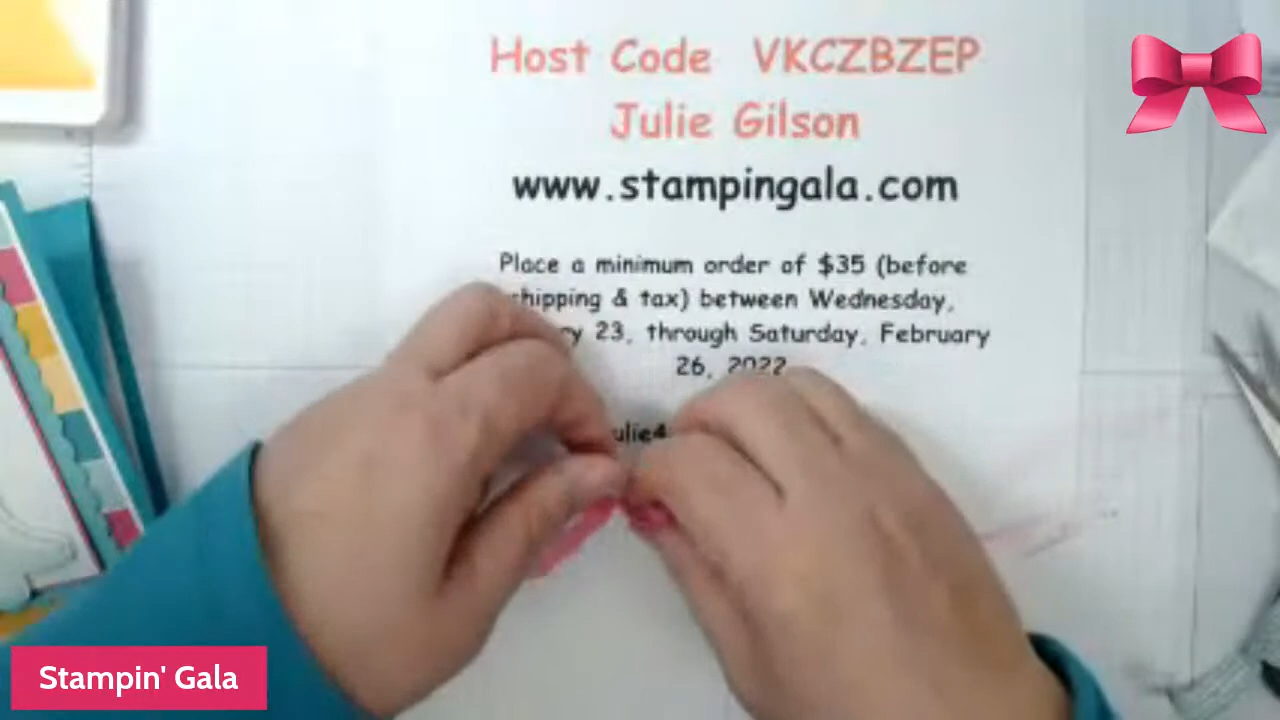 Host Code VKCZBZEP
Julie Gilson
www.stampingala.com
Place a minimum order of $35 (before
shipping & tax) between Wednesday,
23, through Saturday, February
26, 2022
Stampin' Gala